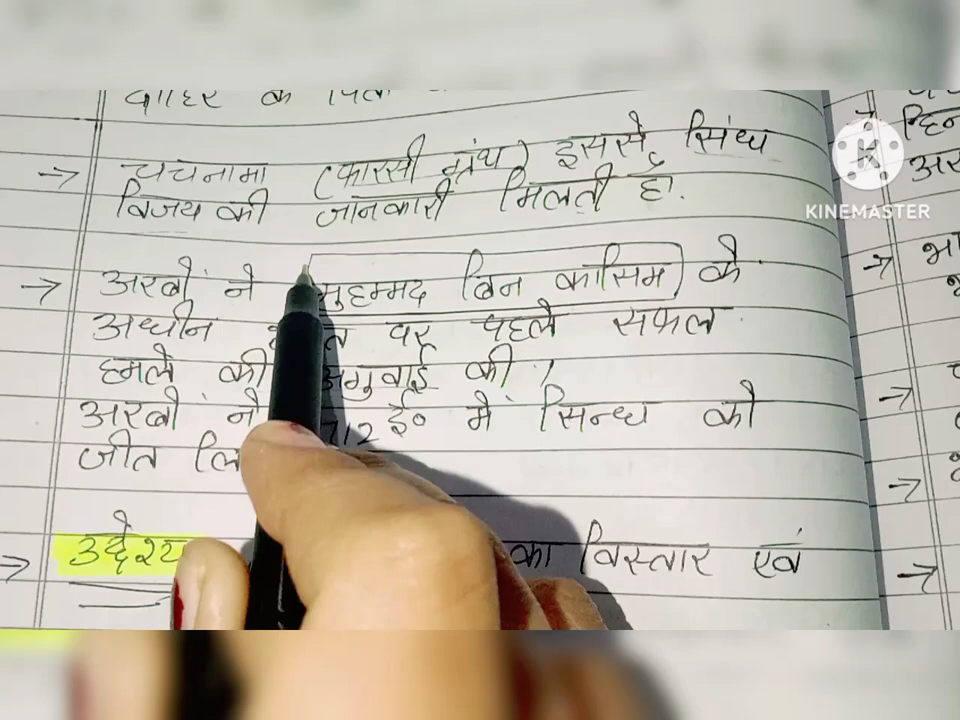 → चचनामा (फारसी ग्रंथ) इससे सिंध
विजय की जानकारी मिलती है.
→ अरबों ने मुहम्मद बिन कासिम के
अधीन पर पहले सफल
हमले की अगुवाई की।
अरबों ने 712 ई० में सिन्ध को
जीत
→ उद्देश्य का विस्तार एवं
KINEMASTER